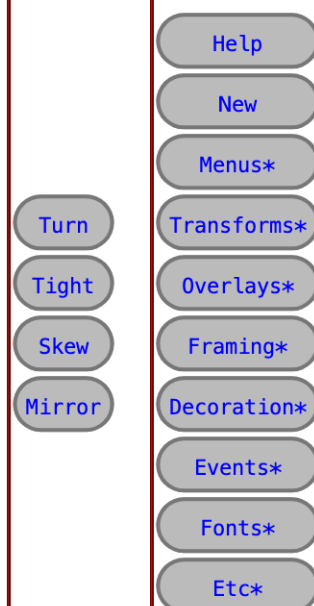 Help
New
Menus*
Turn
Transforms*
Tight
Overlays*
Skew
Framing*
Mirror
Decoration*
Events*
Fonts*
Etc*